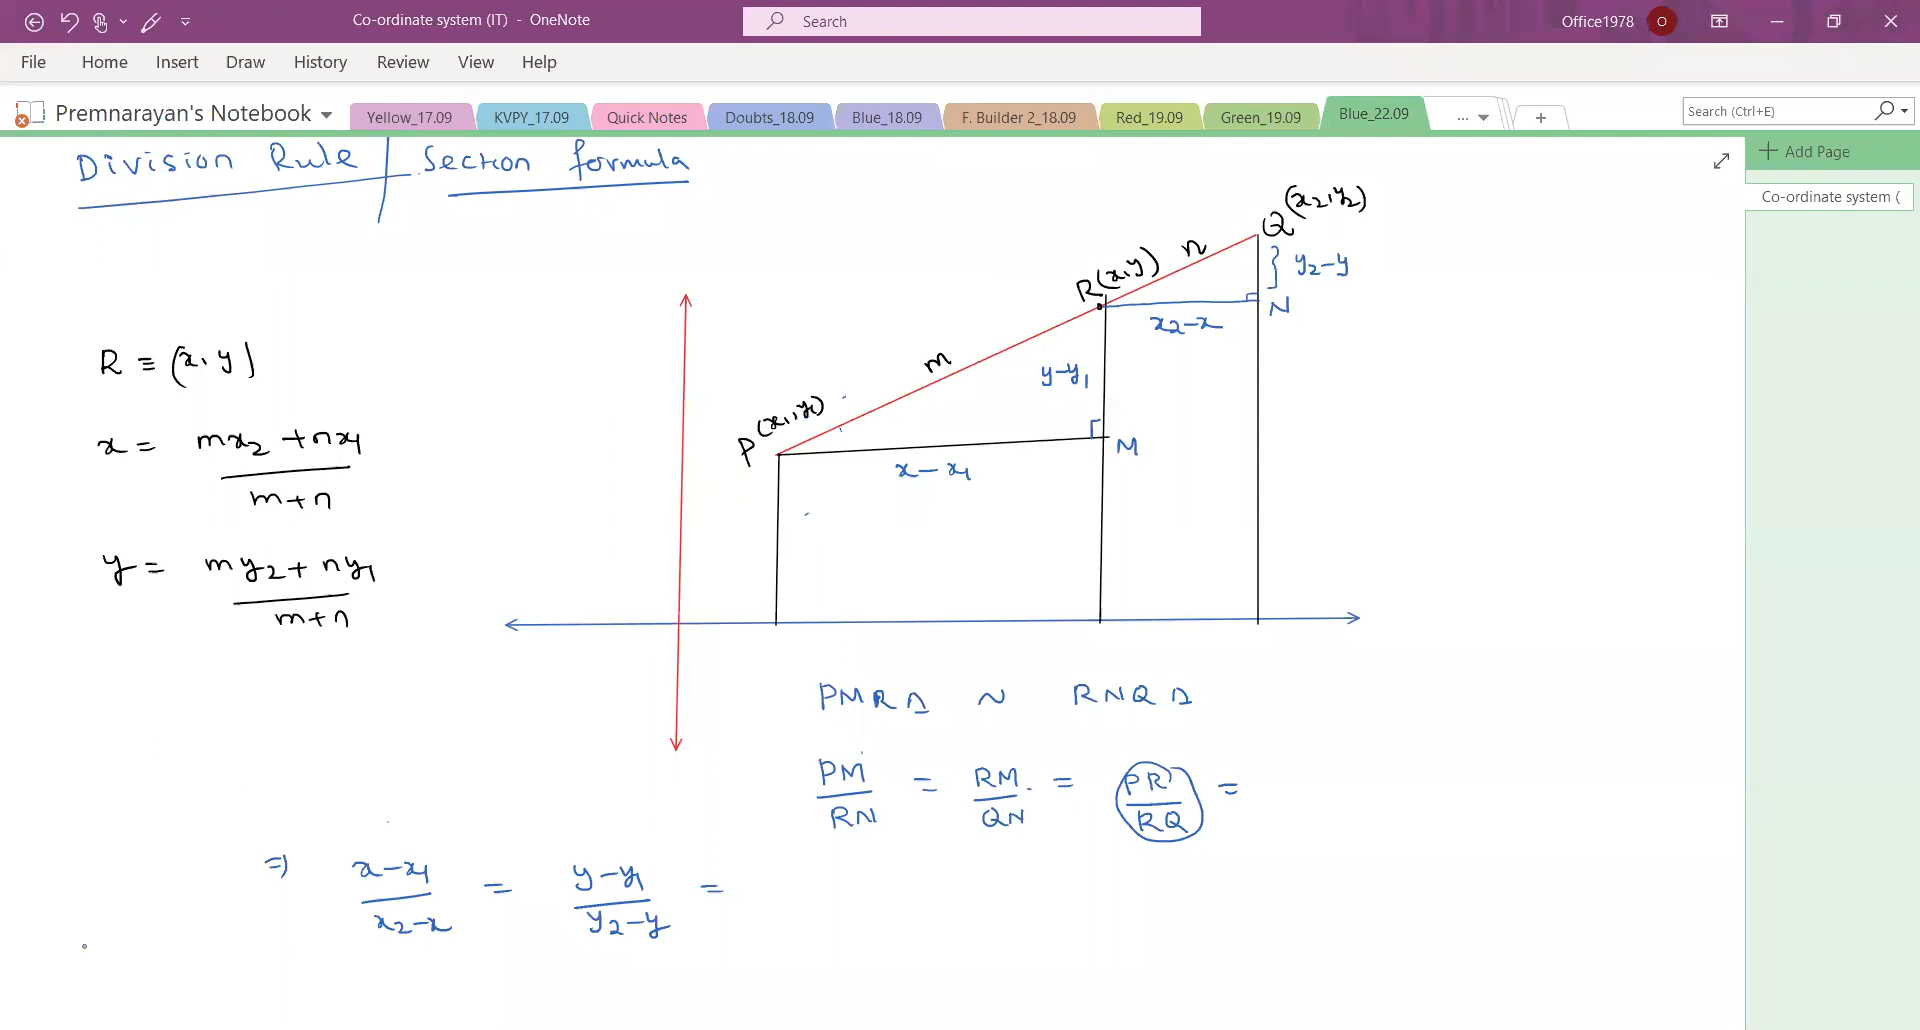 Co-ordinate system (IT) - OneNote
Search
Office1978
O
File Home Insert Draw History Review View Help
Premnarayan's Notebook
Yellow_17.09
KVPY_17.09
Quick Notes
Doubts_18.09
Blue_18.09
F. Builder 2_18.09
Red_19.09
Green_19.09
Blue_22.09
...
Search (Ctrl+E)
Add Page
Co-ordinate system (
Division Rule | Section formula
Q(x₂,y₂)
R(x,y)
n
} y₂-y
N
x₂-x
m
y-y₁
P(x₁,y₁)
M
x-x₁
R ≡ (x,y)
x = mx₂+nx₁
m+n
y = my₂+ny₁
m+n
PMR Δ ~ RNQ Δ
PM/RN = RM/QN = PR/RQ =
⇒ x-x₁/x₂-x = y-y₁/y₂-y =